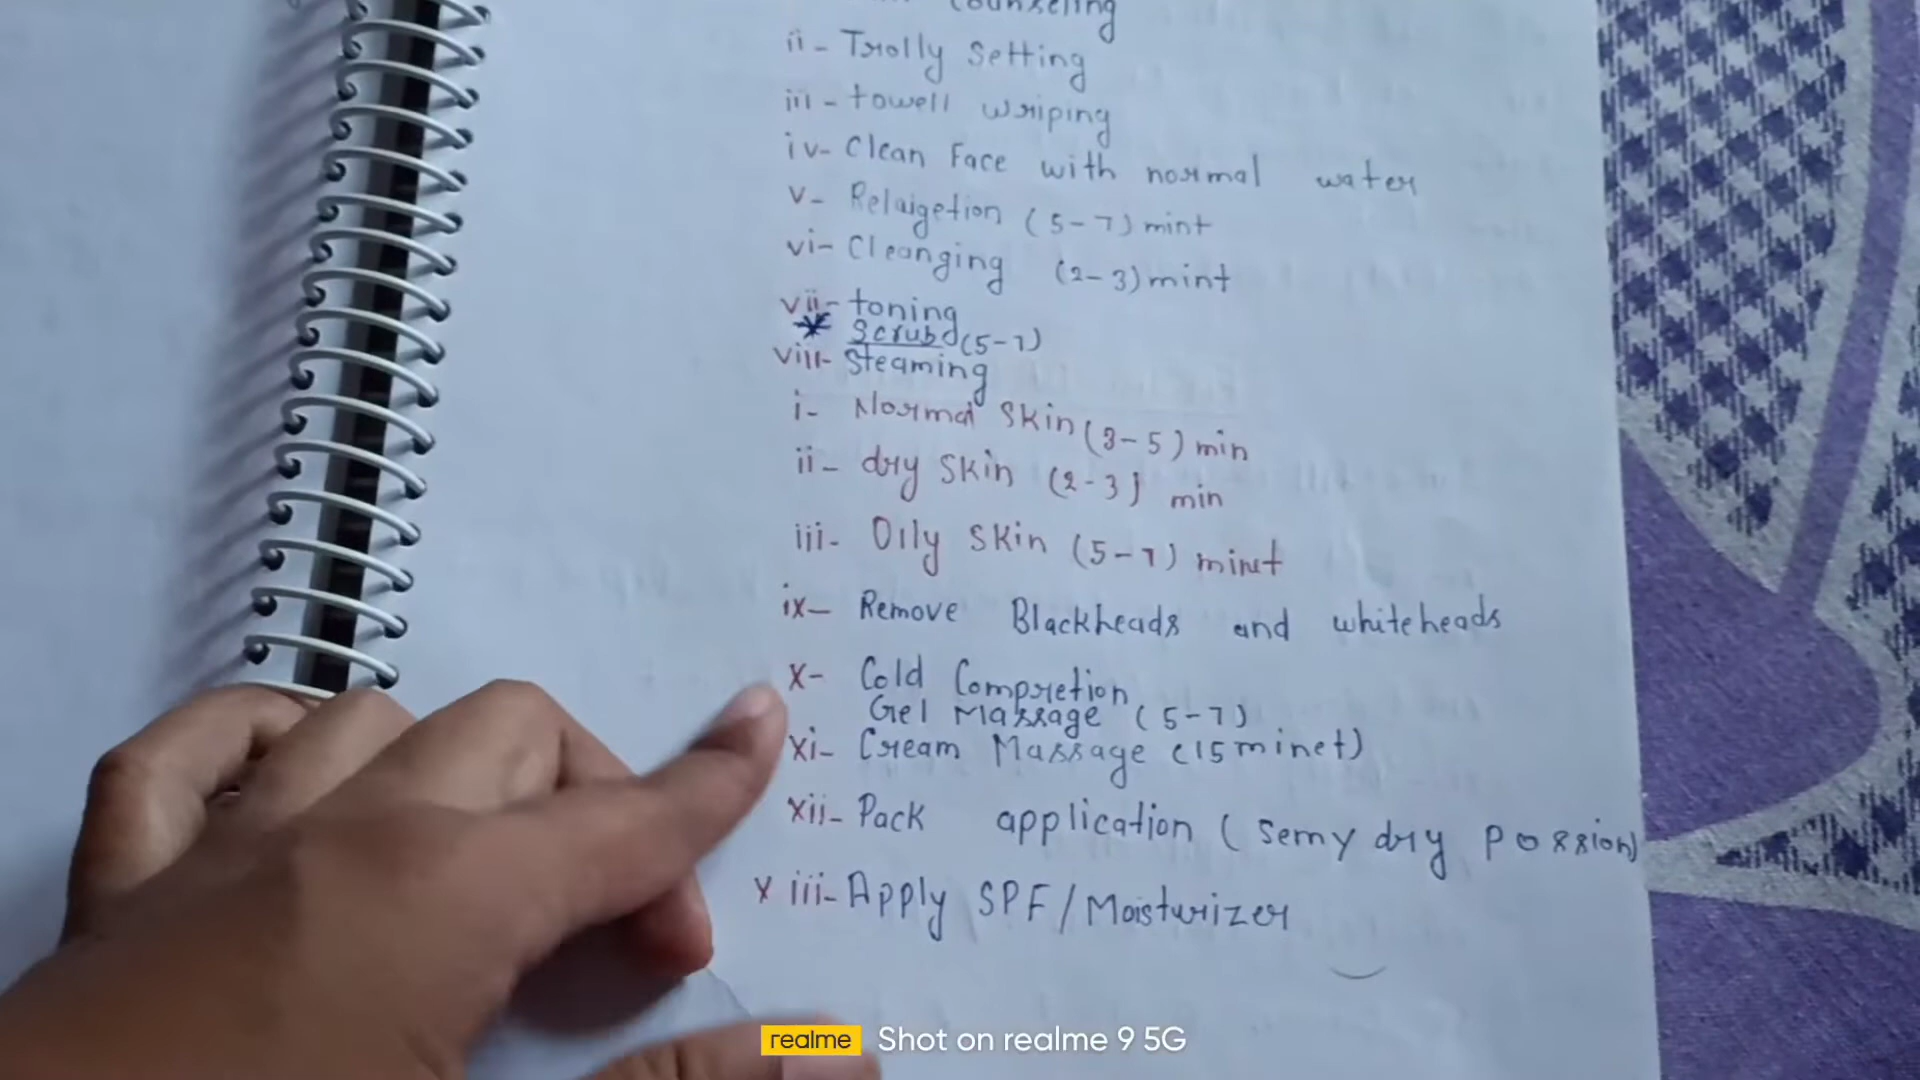 Counseling
ii - Trolly Setting
iii - towell wriping
iv - Clean Face with normal water
v - Relaigetion (5-7) mint
vi - Cleanging (2-3) mint
vii - toning
* Scrub (5-7)
viii - Steaming
i - Normal Skin (3-5) min
ii - dry skin (2-3) min
iii - Oily Skin (5-7) mint
ix - Remove Blackheads and whiteheads
x - Cold Compretion
Gel Massage (5-7)
xi - Cream Massage (15 minet)
xii - Pack application (Semy dry possion)
xiii - Apply SPF / Moisturizer
realme Shot on realme 9 5G